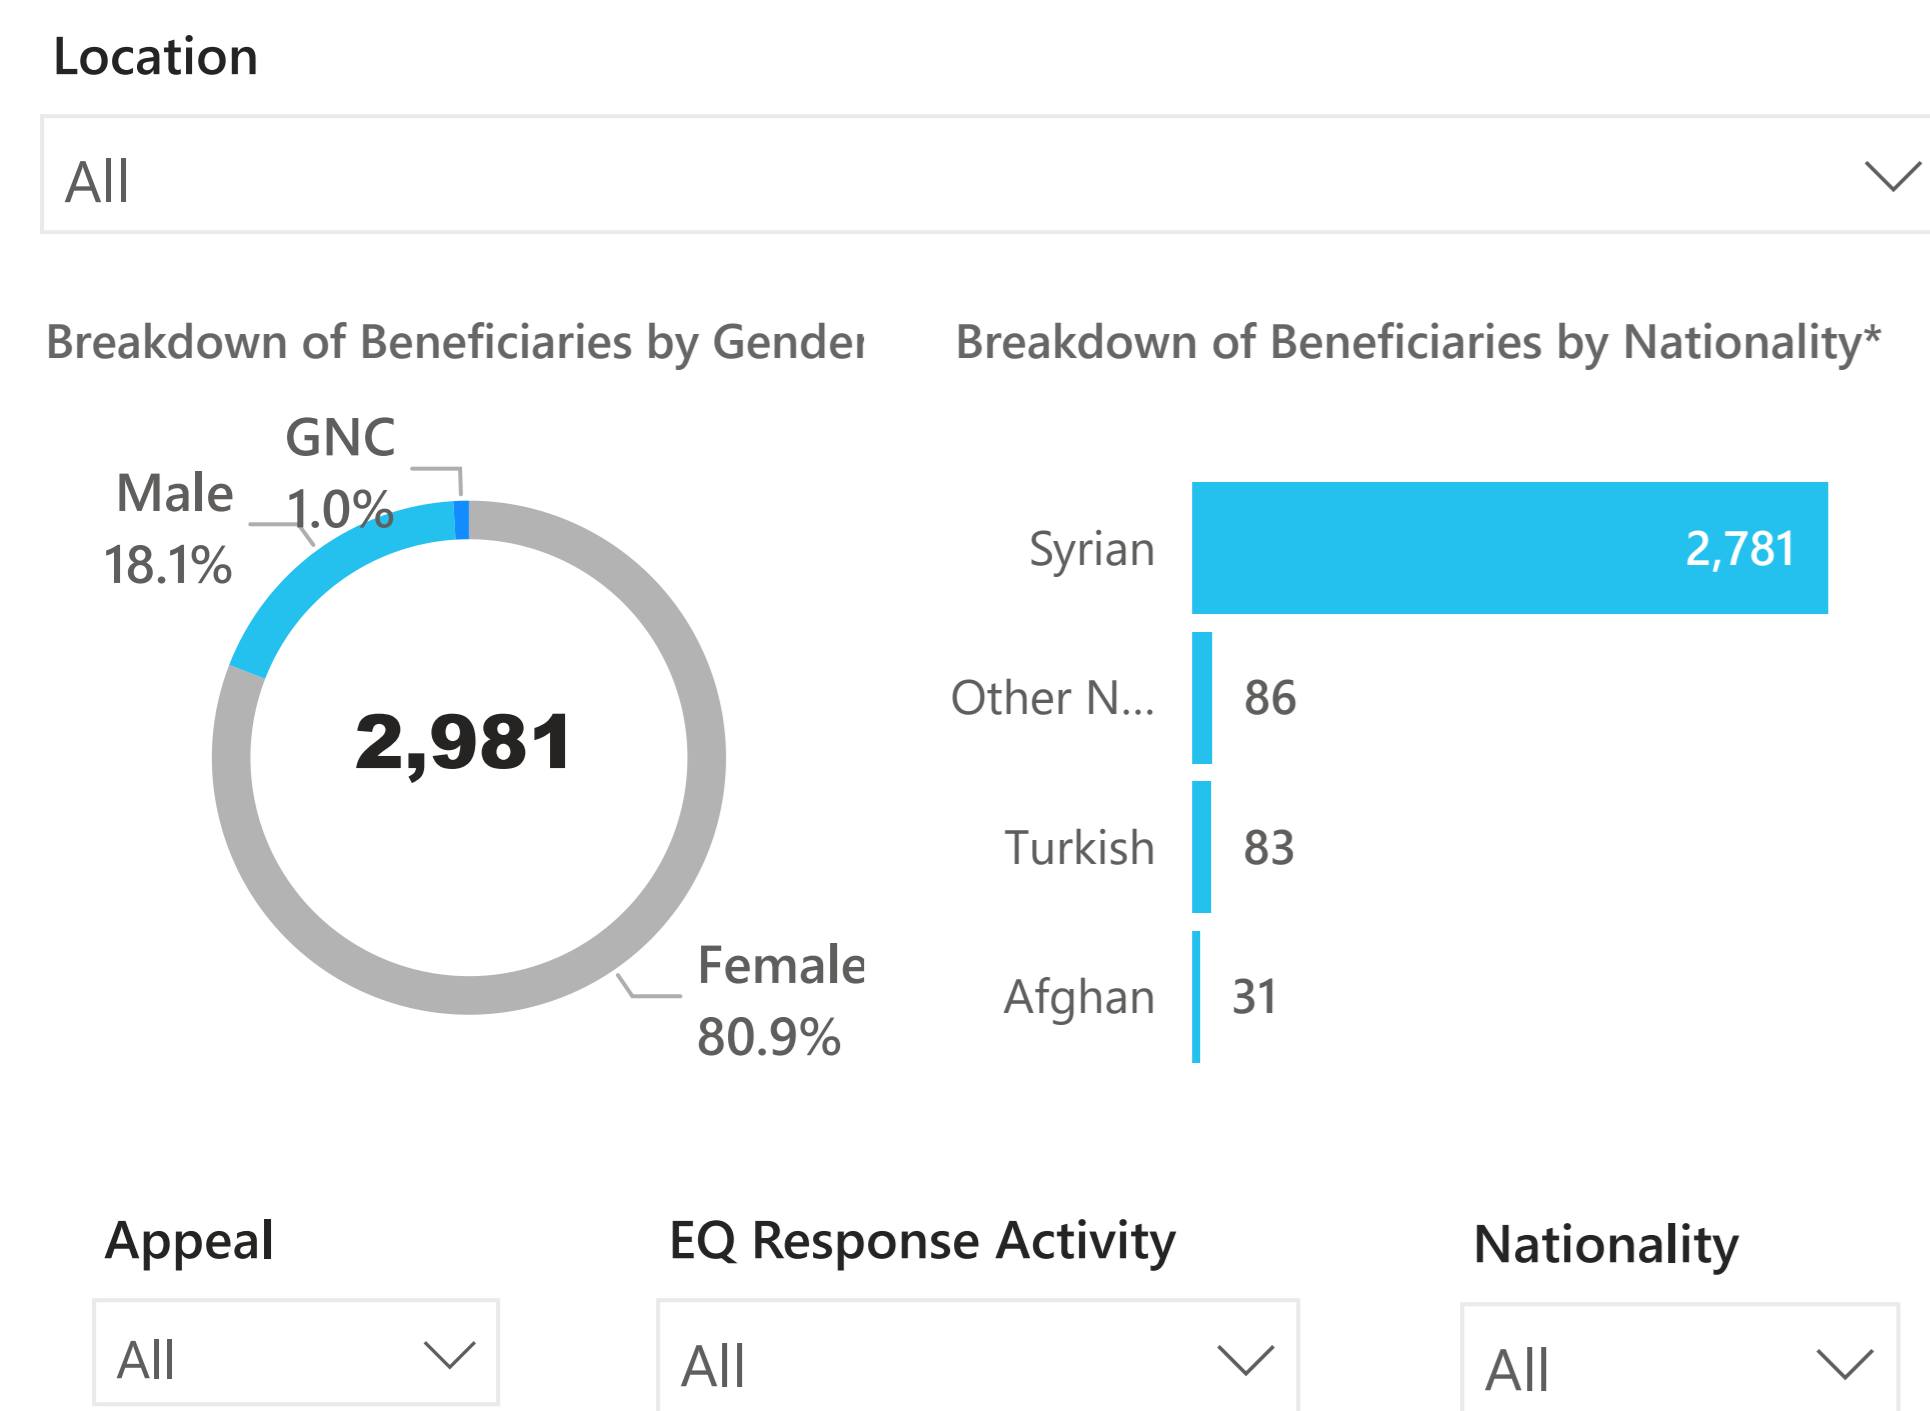 Location
All
Breakdown of Beneficiaries by Gender
GNC
1.0%
Male
18.1%
2,981
Female
80.9%
Breakdown of Beneficiaries by Nationality*
Syrian
2,781
Other N...
86
Turkish
83
Afghan
31
Appeal
All
EQ Response Activity
All
Nationality
All